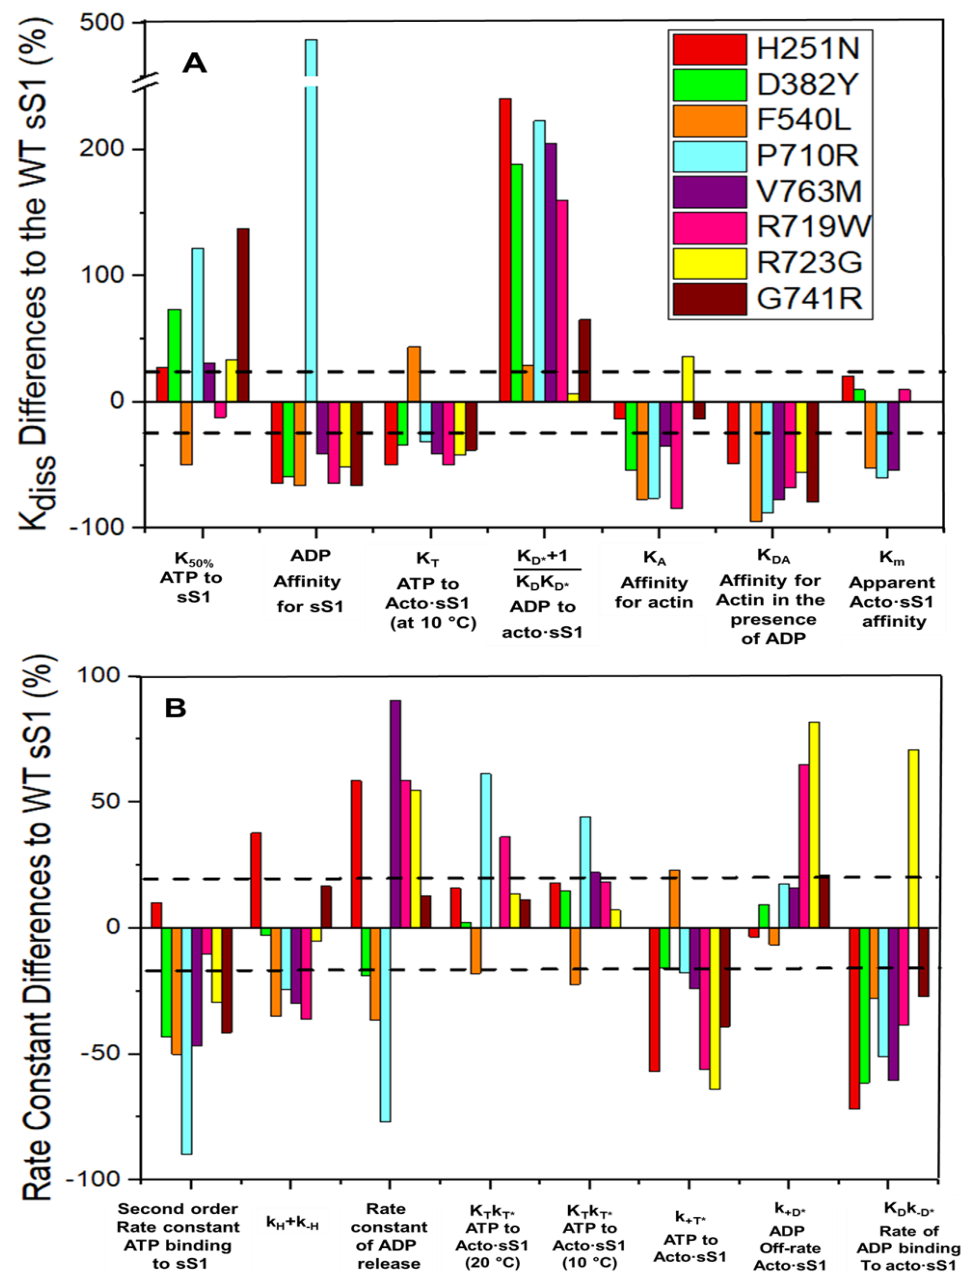 K_diss Differences to the WT sS1 (%)
500
200
100
0
-100
A
H251N
D382Y
F540L
P710R
V763M
R719W
R723G
G741R
K50%
ATP to
sS1
ADP
Affinity
for sS1
KT
ATP to
Acto·sS1
(at 10 °C)
KD*+1
KDKD*
ADP to
acto·sS1
KA
Affinity
for actin
KDA
Affinity for
Actin in the
presence
of ADP
Km
Apparent
Acto·sS1
affinity
Rate Constant Differences to WT sS1 (%)
100
50
0
-50
-100
B
Second order
Rate constant
ATP binding
to sS1
kH+k-H
Rate
constant
of ADP
release
KTkT*
ATP to
Acto·sS1
(20 °C)
KTkT*
ATP to
Acto·sS1
(10 °C)
k+T*
ATP to
Acto·sS1
k+D*
ADP
Off-rate
Acto·sS1
KDk-D*
Rate of
ADP binding
To acto·sS1